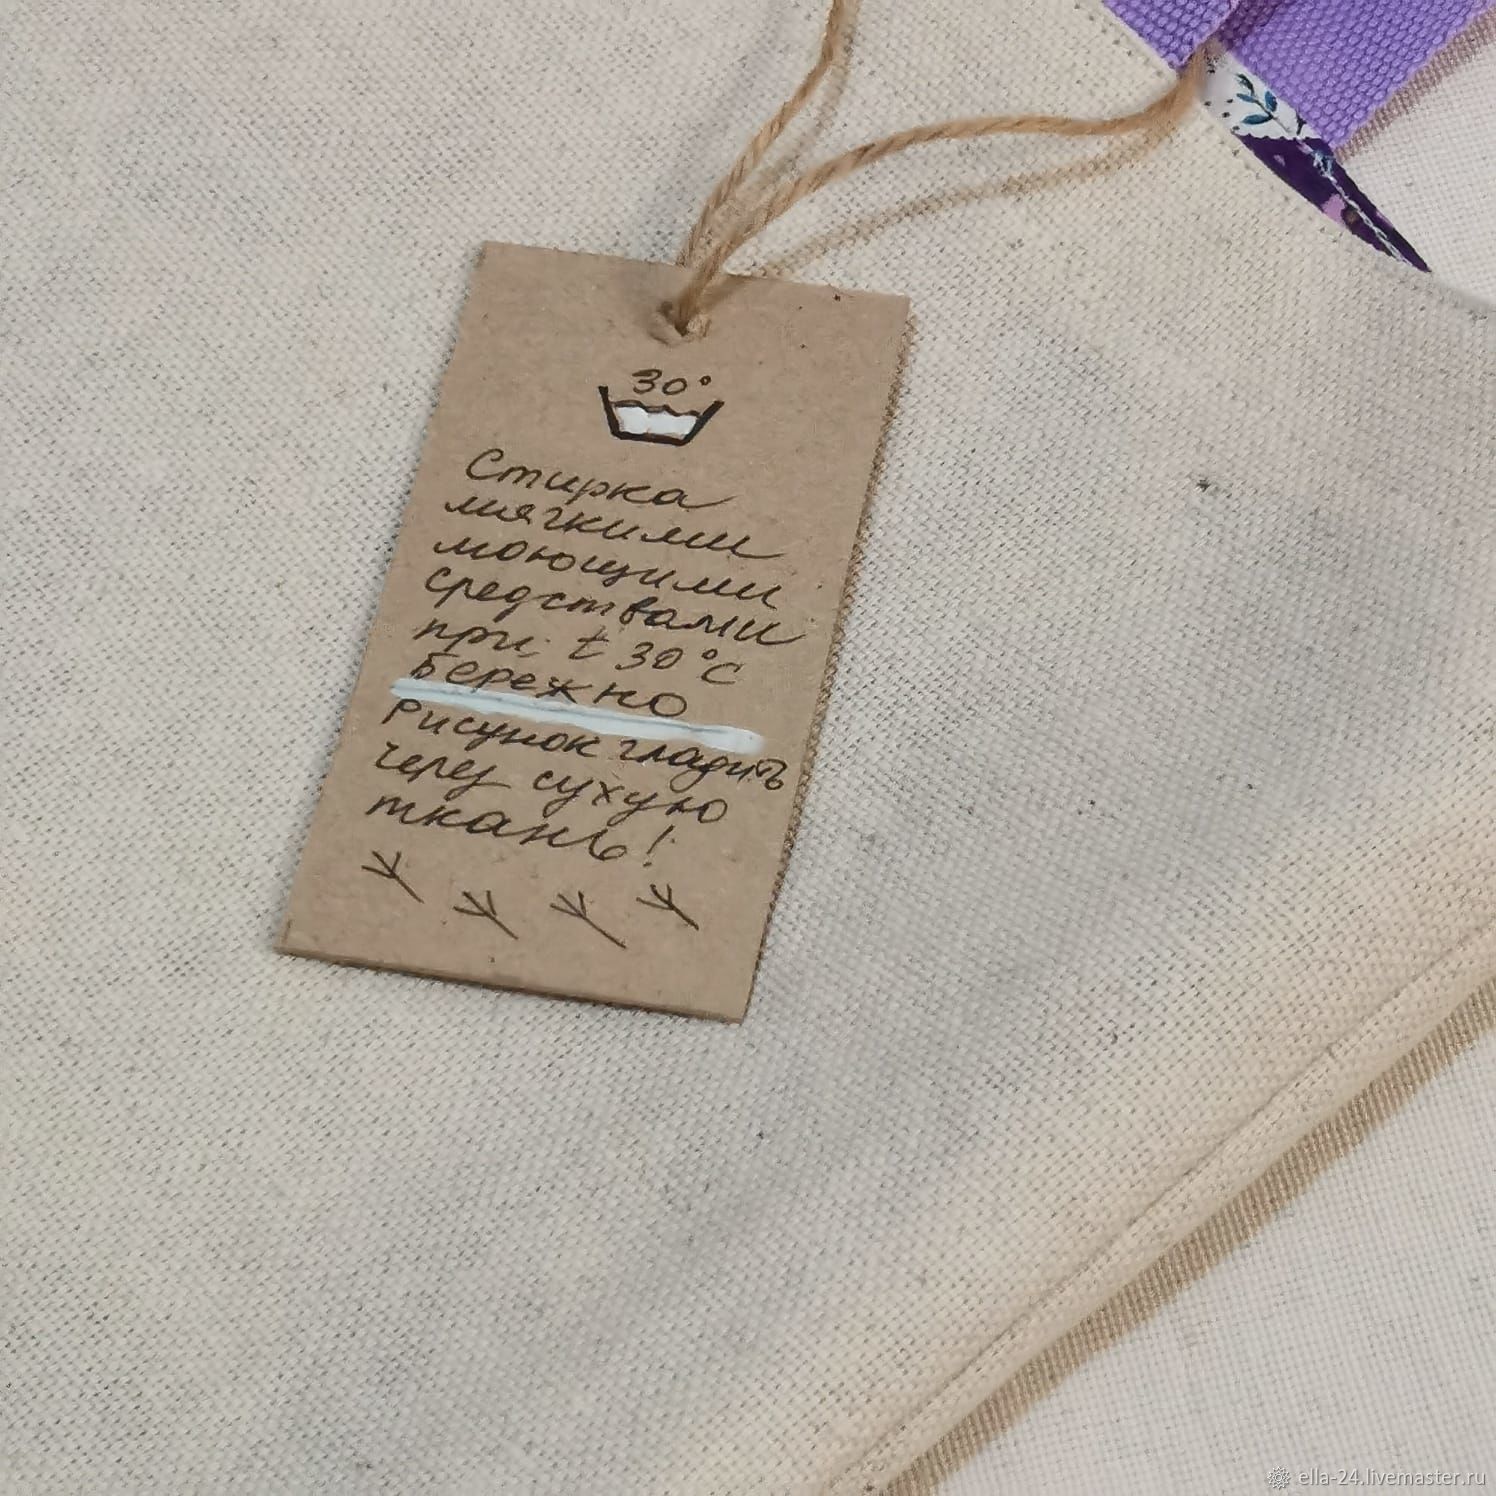 30°
Стирка
мягкими
моющими
средствами
при t 30°C
Бережно
Рисунок гладить
через сухую
ткань!
ella-24.livemaster.ru